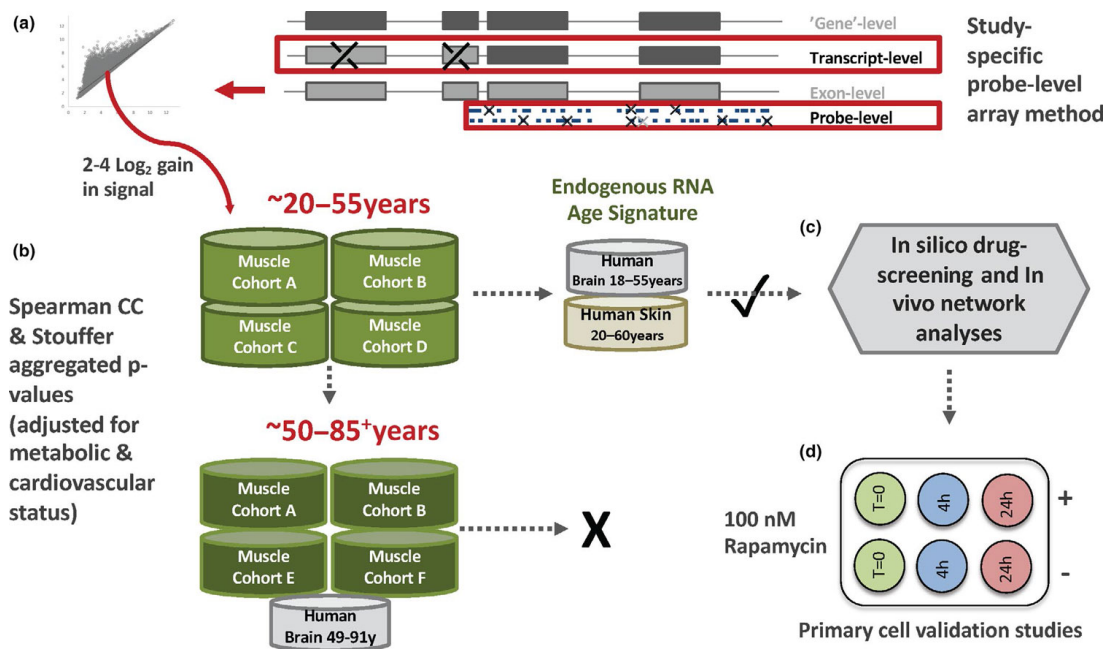 (a)
'Gene'-level
Transcript-level
Exon-level
Probe-level
Study-
specific
probe-level
array method
2-4 Log₂ gain
in signal
(b)
Spearman CC
& Stouffer
aggregated p-
values
(adjusted for
metabolic &
cardiovascular
status)
~20–55years
Muscle
Cohort A
Muscle
Cohort B
Muscle
Cohort C
Muscle
Cohort D
Endogenous RNA
Age Signature
Human
Brain 18–55years
Human Skin
20–60years
(c)
In silico drug-
screening and In
vivo network
analyses
~50–85⁺years
Muscle
Cohort A
Muscle
Cohort B
Muscle
Cohort E
Muscle
Cohort F
Human
Brain 49-91y
X
(d)
100 nM
Rapamycin
T=0
4h
24h
+
T=0
4h
24h
-
Primary cell validation studies